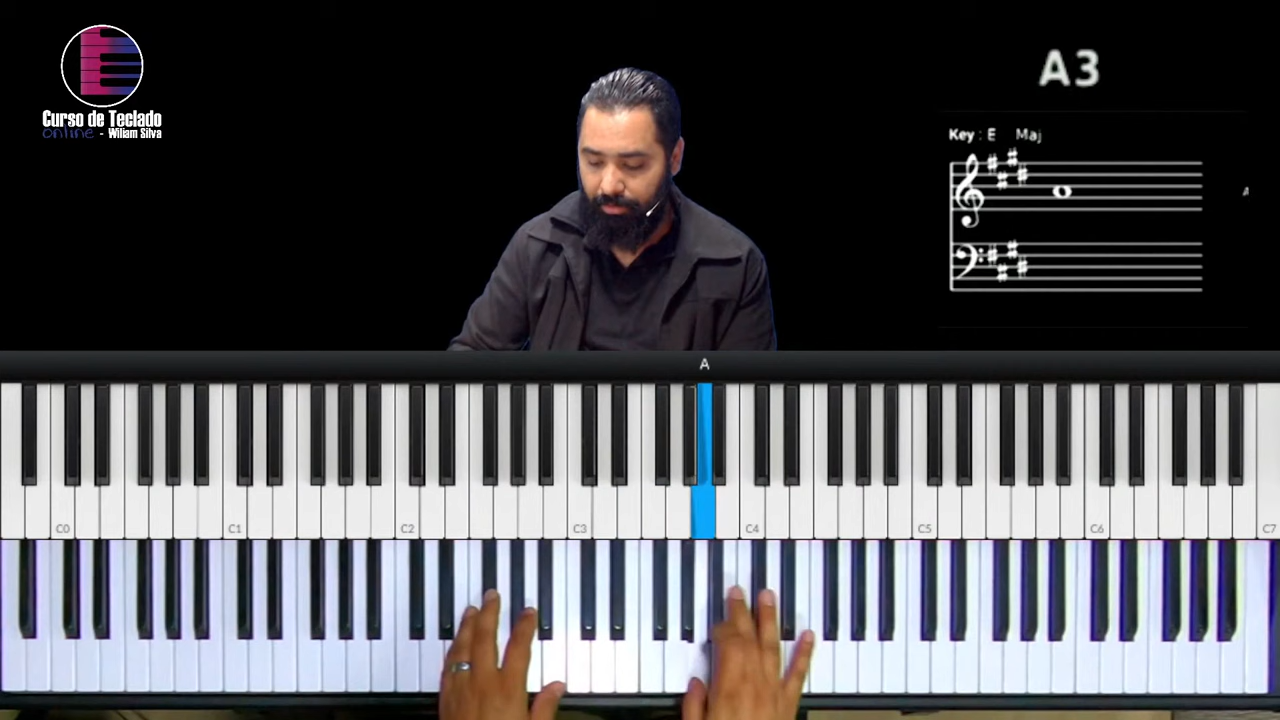 Curso de Teclado
online - Wiliam Silva
A3
Key : E Maj
A
A
C0 C1 C2 C3 C4 C5 C6 C7